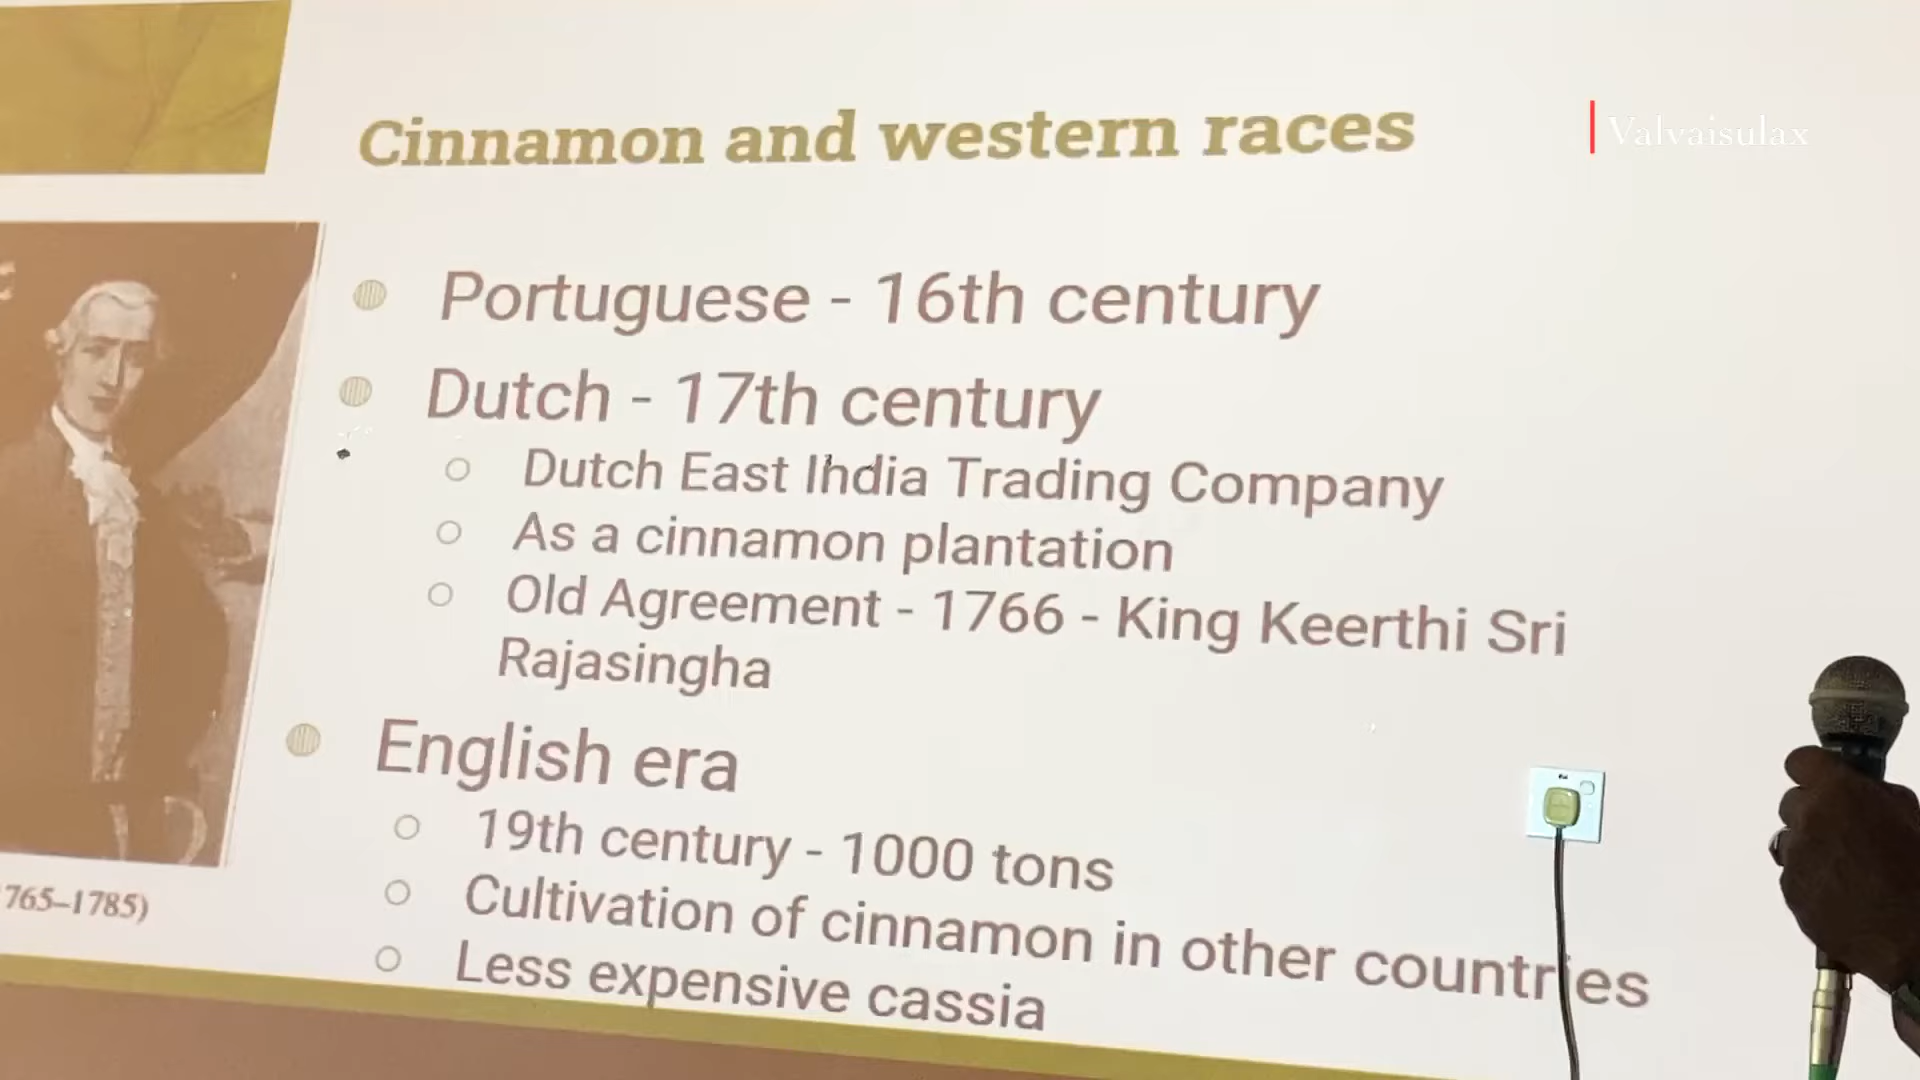 Cinnamon and western races
Valvaisulax
Portuguese - 16th century
Dutch - 17th century
Dutch East India Trading Company
As a cinnamon plantation
Old Agreement - 1766 - King Keerthi Sri
Rajasingha
English era
19th century - 1000 tons
Cultivation of cinnamon in other countries
Less expensive cassia
765–1785)